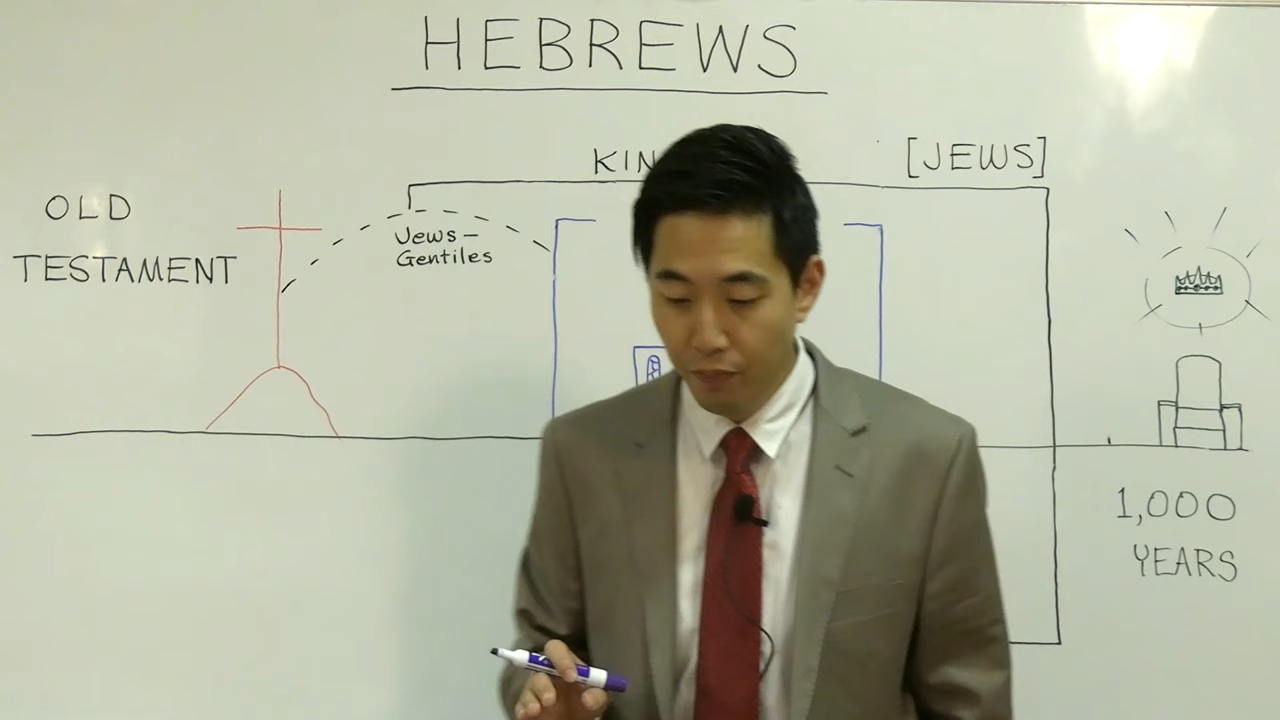 HEBREWS
[JEWS]
OLD
TESTAMENT
Jews-
Gentiles
1,000
YEARS